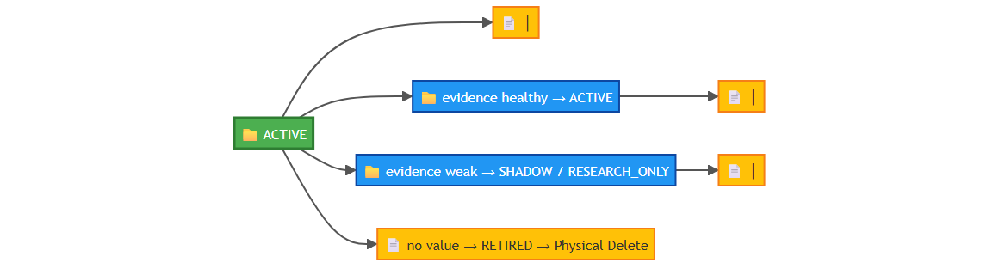 |
evidence healthy → ACTIVE
|
ACTIVE
evidence weak → SHADOW / RESEARCH_ONLY
|
no value → RETIRED → Physical Delete